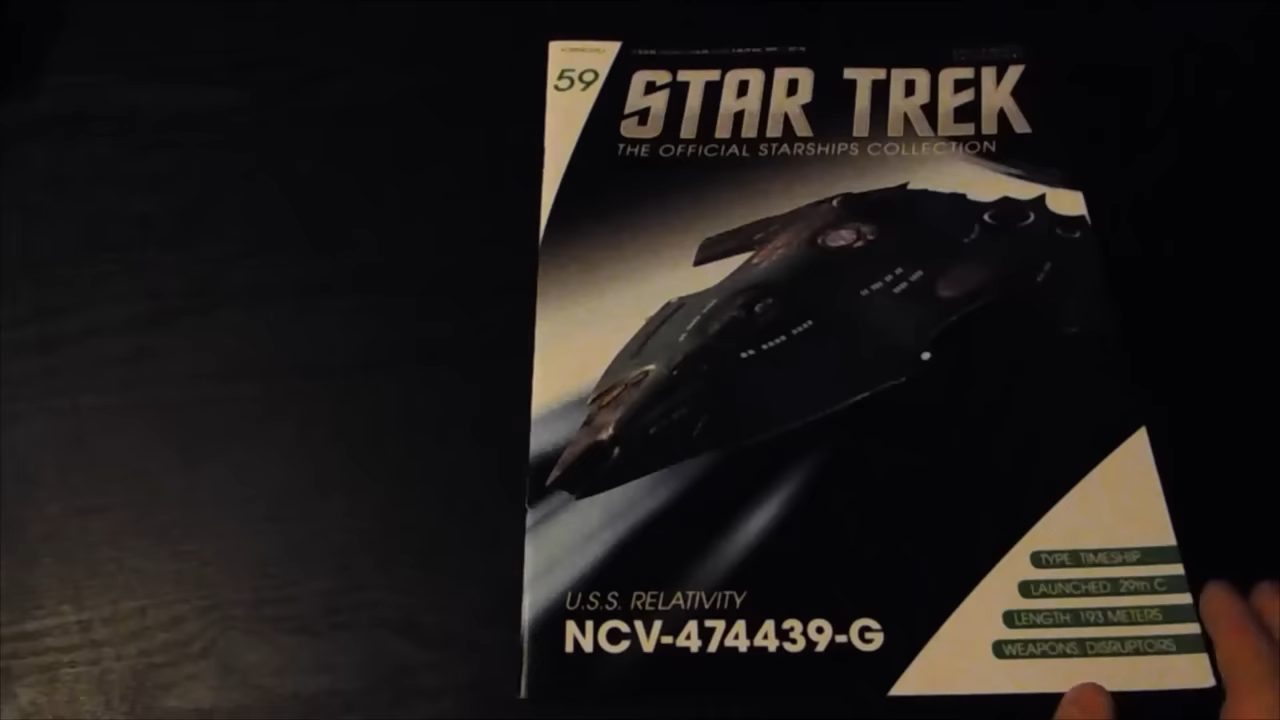 59
STAR TREK
THE OFFICIAL STARSHIPS COLLECTION
U.S.S. RELATIVITY
NCV-474439-G
TYPE: TIMESHIP
LAUNCHED: 29TH C
LENGTH: 193 METERS
WEAPONS: DISRUPTORS